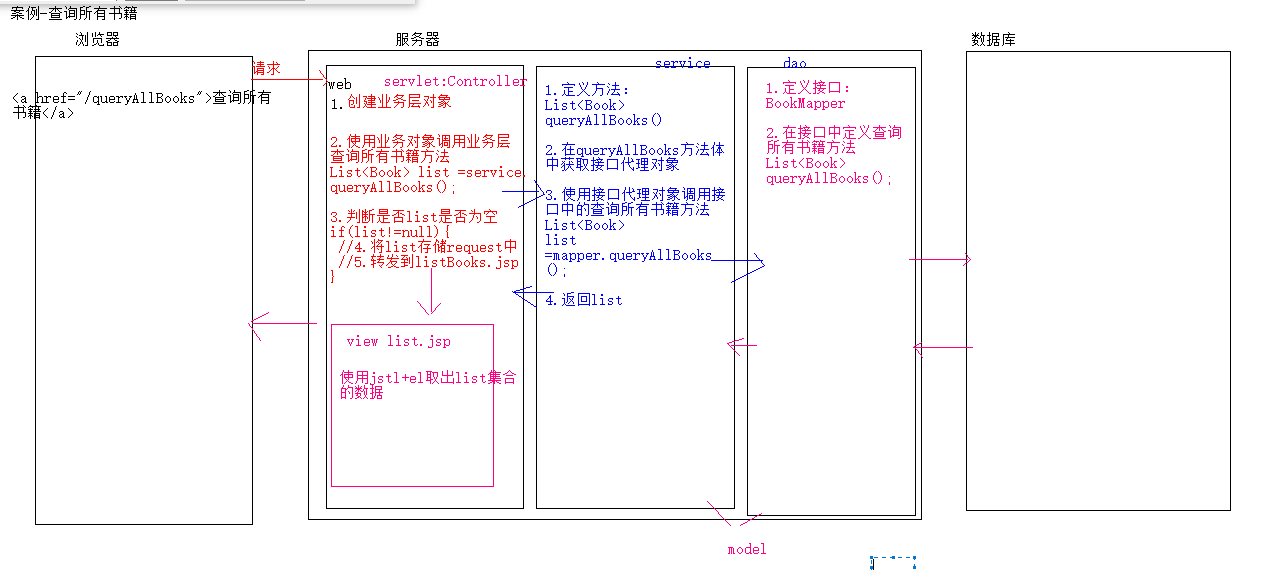 案例-查询所有书籍
浏览器
服务器
数据库
请求
<a href="/queryAllBooks">查询所有
书籍</a>
web
servlet:Controller
1.创建业务层对象
2.使用业务对象调用业务层
查询所有书籍方法
List<Book> list =service.
queryAllBooks();
3.判断是否list是否为空
if(list!=null){
//4.将list存储request中
//5.转发到listBooks.jsp
}
view list.jsp
使用jstl+el取出list集合
的数据
service
1.定义方法:
List<Book>
queryAllBooks()
2.在queryAllBooks方法体
中获取接口代理对象
3.使用接口代理对象调用接
口中的查询所有书籍方法
List<Book>
list
=mapper.queryAllBooks
();
4.返回list
dao
1.定义接口:
BookMapper
2.在接口中定义查询
所有书籍方法
List<Book>
queryAllBooks();
model